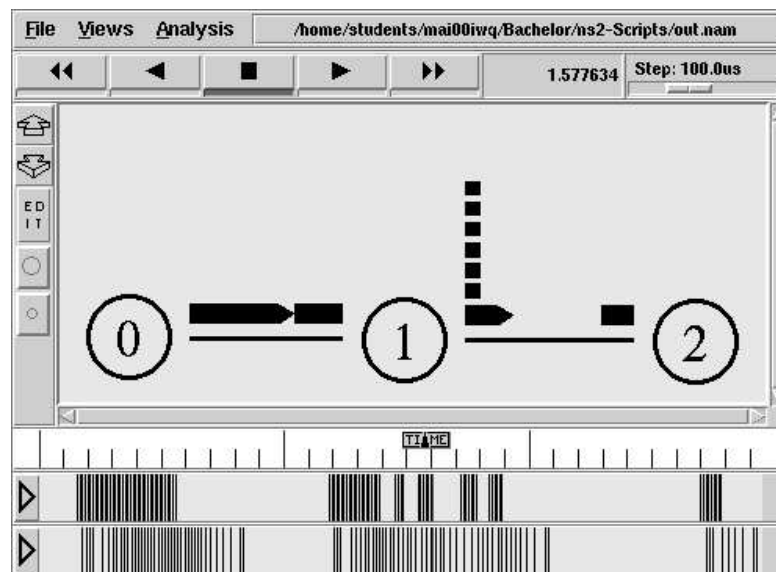 File Views Analysis /home/students/mai00iwq/Bachelor/ns2-Scripts/out.nam
1.577634 Step: 100.0us
E D
I T
0 1 2
TIME